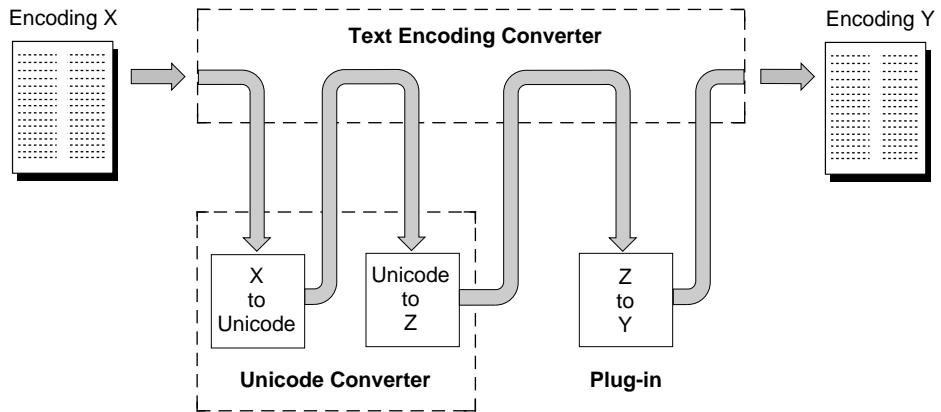 Encoding X
Encoding Y
Text Encoding Converter
X
to
Unicode
Unicode
to
Z
Z
to
Y
Unicode Converter
Plug-in